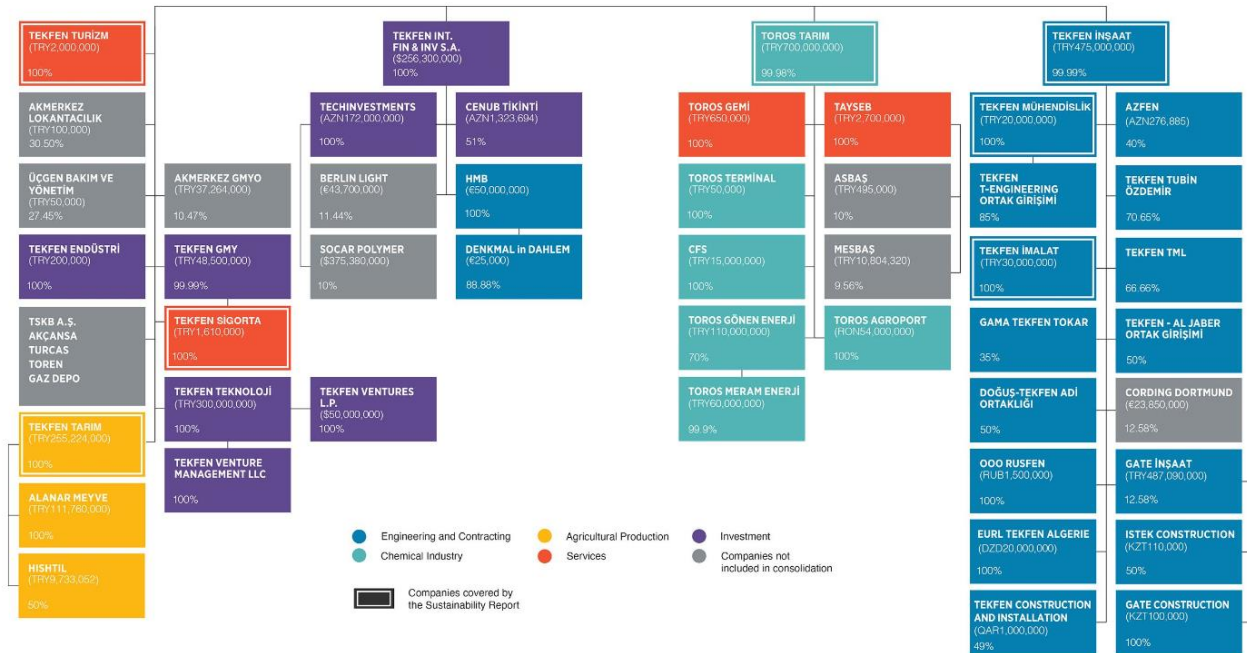 TEKFEN TURİZM
(TRY2,000,000)
100%
AKMERKEZ
LOKANTACILIK
(TRY100,000)
30.50%
ÜÇGEN BAKIM VE
YÖNETİM
(TRY50,000)
27.45%
AKMERKEZ GMYO
(TRY37,264,000)
10.47%
TEKFEN ENDÜSTRİ
(TRY200,000)
100%
TEKFEN GMY
(TRY48,500,000)
99.99%
TSKB A.Ş.
AKÇANSA
TURCAS
TOREN
GAZ DEPO
TEKFEN SİGORTA
(TRY1,610,000)
100%
TEKFEN TEKNOLOJİ
(TRY300,000,000)
100%
TEKFEN VENTURES
L.P.
($50,000,000)
100%
TEKFEN TARIM
(TRY255,224,000)
100%
TEKFEN VENTURE
MANAGEMENT LLC
100%
ALANAR MEYVE
(TRY111,760,000)
100%
HISHTIL
(TRY9,733,052)
50%
TEKFEN INT.
FIN & INV S.A.
($256,300,000)
100%
TECHINVESTMENTS
(AZN172,000,000)
100%
CENUB TİKİNTİ
(AZN1,323,694)
51%
BERLIN LIGHT
(€43,700,000)
11.44%
HMB
(€50,000,000)
100%
SOCAR POLYMER
($375,380,000)
10%
DENKMAL in DAHLEM
(€25,000)
88.88%
TOROS TARIM
(TRY700,000,000)
99.98%
TOROS GEMİ
(TRY650,000)
100%
TAYSEB
(TRY2,700,000)
100%
TOROS TERMİNAL
(TRY50,000)
100%
ASBAŞ
(TRY495,000)
10%
CFS
(TRY15,000,000)
100%
MESBAŞ
(TRY10,804,320)
9.56%
TOROS GÖNEN ENERJİ
(TRY110,000,000)
70%
TOROS AGROPORT
(RON54,000,000)
100%
TOROS MERAM ENERJİ
(TRY60,000,000)
99.9%
TEKFEN İNŞAAT
(TRY475,000,000)
99.99%
TEKFEN MÜHENDİSLİK
(TRY20,000,000)
100%
AZFEN
(AZN276,885)
40%
TEKFEN
T-ENGINEERING
ORTAK GİRİŞİMİ
85%
TEKFEN TUBİN
ÖZDEMİR
70.65%
TEKFEN İMALAT
(TRY30,000,000)
100%
TEKFEN TML
66.66%
GAMA TEKFEN TOKAR
35%
TEKFEN - AL JABER
ORTAK GİRİŞİMİ
50%
DOĞUŞ-TEKFEN ADİ
ORTAKLIĞI
50%
CORDING DORTMUND
(€23,850,000)
12.58%
OOO RUSFEN
(RUB1,500,000)
100%
GATE İNŞAAT
(TRY487,090,000)
12.58%
EURL TEKFEN ALGERIE
(DZD20,000,000)
100%
ISTEK CONSTRUCTION
(KZT110,000)
50%
TEKFEN CONSTRUCTION
AND INSTALLATION
(QAR1,000,000)
49%
GATE CONSTRUCTION
(KZT100,000)
100%
Engineering and Contracting
Agricultural Production
Investment
Chemical Industry
Services
Companies not
included in consolidation
Companies covered by
the Sustainability Report